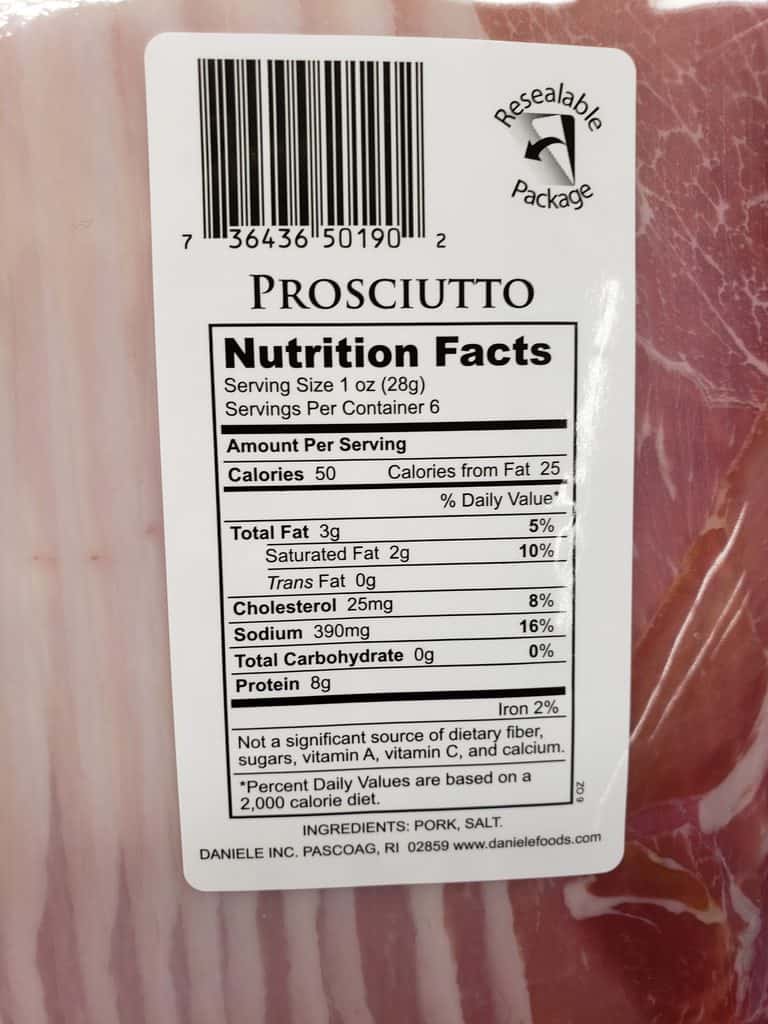 Resealable
Package
7 36436 50190 2
PROSCIUTTO
Nutrition Facts
Serving Size 1 oz (28g)
Servings Per Container 6
Amount Per Serving
Calories 50 Calories from Fat 25
% Daily Value*
Total Fat 3g 5%
Saturated Fat 2g 10%
Trans Fat 0g
Cholesterol 25mg 8%
Sodium 390mg 16%
Total Carbohydrate 0g 0%
Protein 8g
Iron 2%
Not a significant source of dietary fiber,
sugars, vitamin A, vitamin C, and calcium.
*Percent Daily Values are based on a
2,000 calorie diet.
ZO 9
INGREDIENTS: PORK, SALT.
DANIELE INC. PASCOAG, RI 02859 www.danielefoods.com